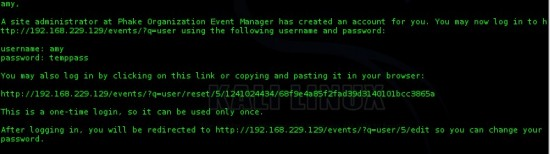 amy,
A site administrator at Phake Organization Event Manager has created an account for you. You may now log in to h
ttp://192.168.229.129/events/?q=user using the following username and password:
username: amy
password: temppass
You may also log in by clicking on this link or copying and pasting it in your browser:
http://192.168.229.129/events/?q=user/reset/5/1241024434/68f9e4a85f2fad39d3140101bcc3865a
This is a one-time login, so it can be used only once.
After logging in, you will be redirected to http://192.168.229.129/events/?q=user/5/edit so you can change your
password.
KALI LINUX